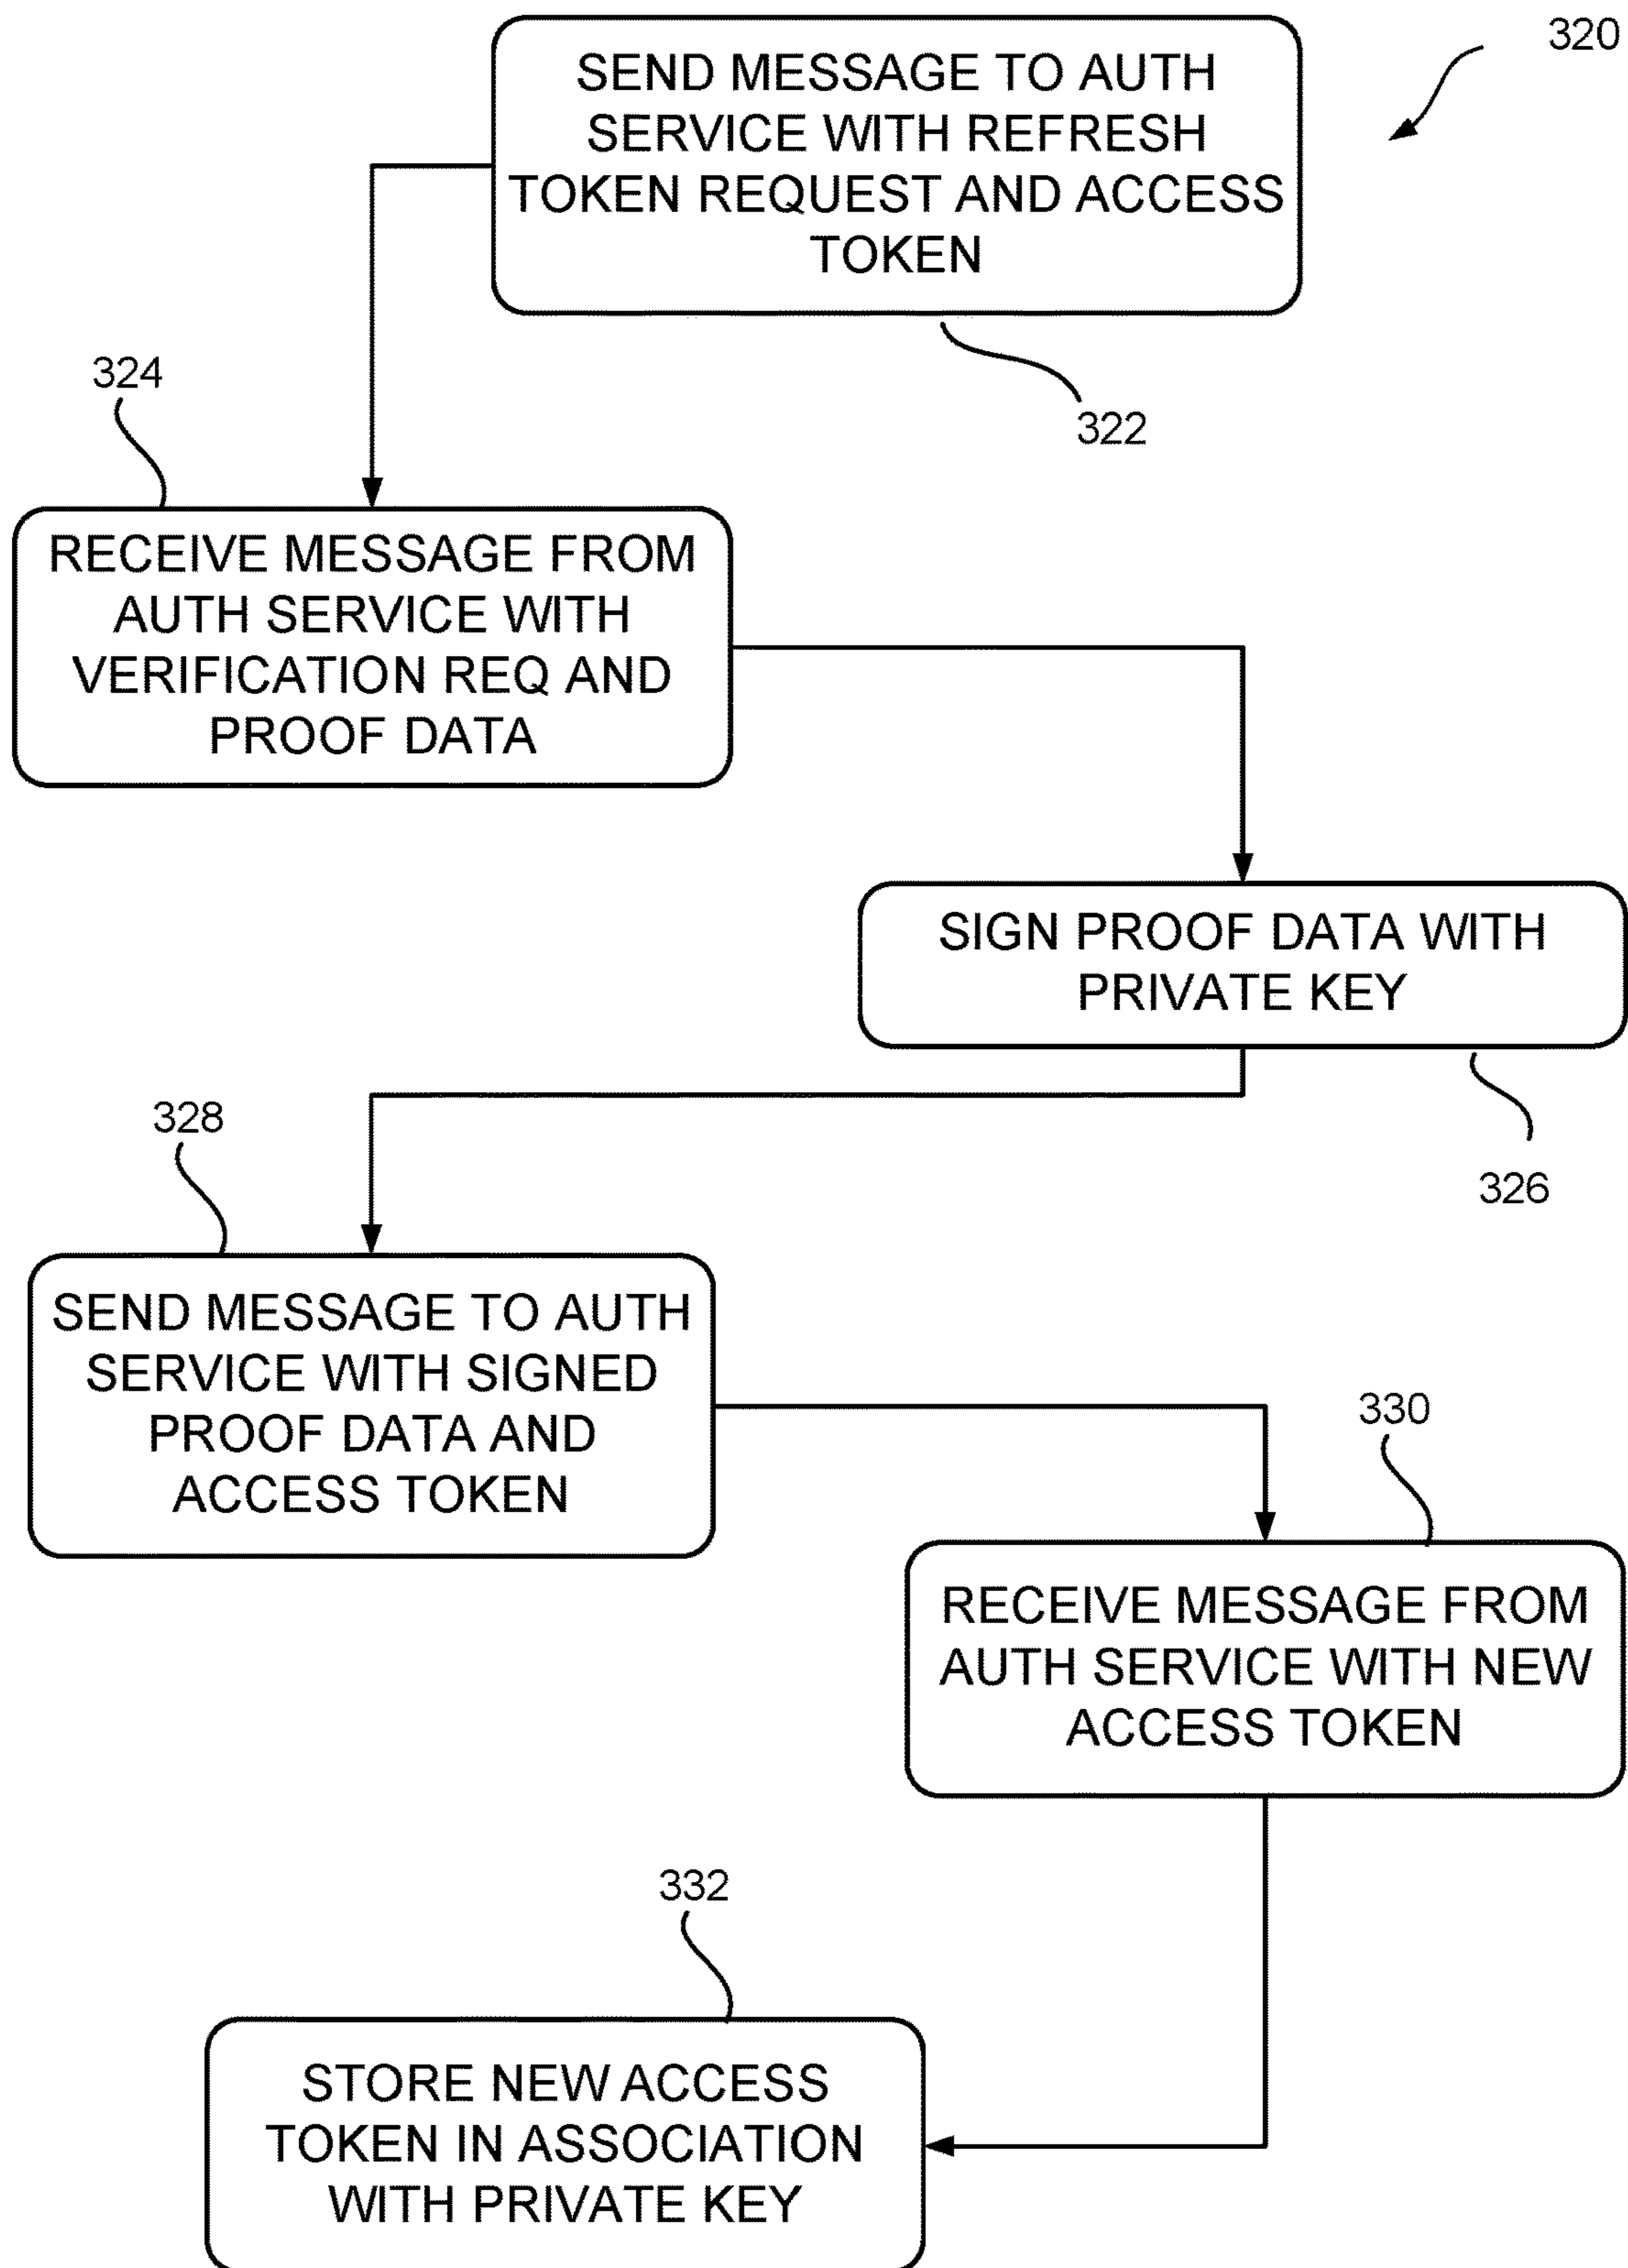 320
SEND MESSAGE TO AUTH
SERVICE WITH REFRESH
TOKEN REQUEST AND ACCESS
TOKEN
322
324
RECEIVE MESSAGE FROM
AUTH SERVICE WITH
VERIFICATION REQ AND
PROOF DATA
SIGN PROOF DATA WITH
PRIVATE KEY
326
328
SEND MESSAGE TO AUTH
SERVICE WITH SIGNED
PROOF DATA AND
ACCESS TOKEN
330
RECEIVE MESSAGE FROM
AUTH SERVICE WITH NEW
ACCESS TOKEN
332
STORE NEW ACCESS
TOKEN IN ASSOCIATION
WITH PRIVATE KEY